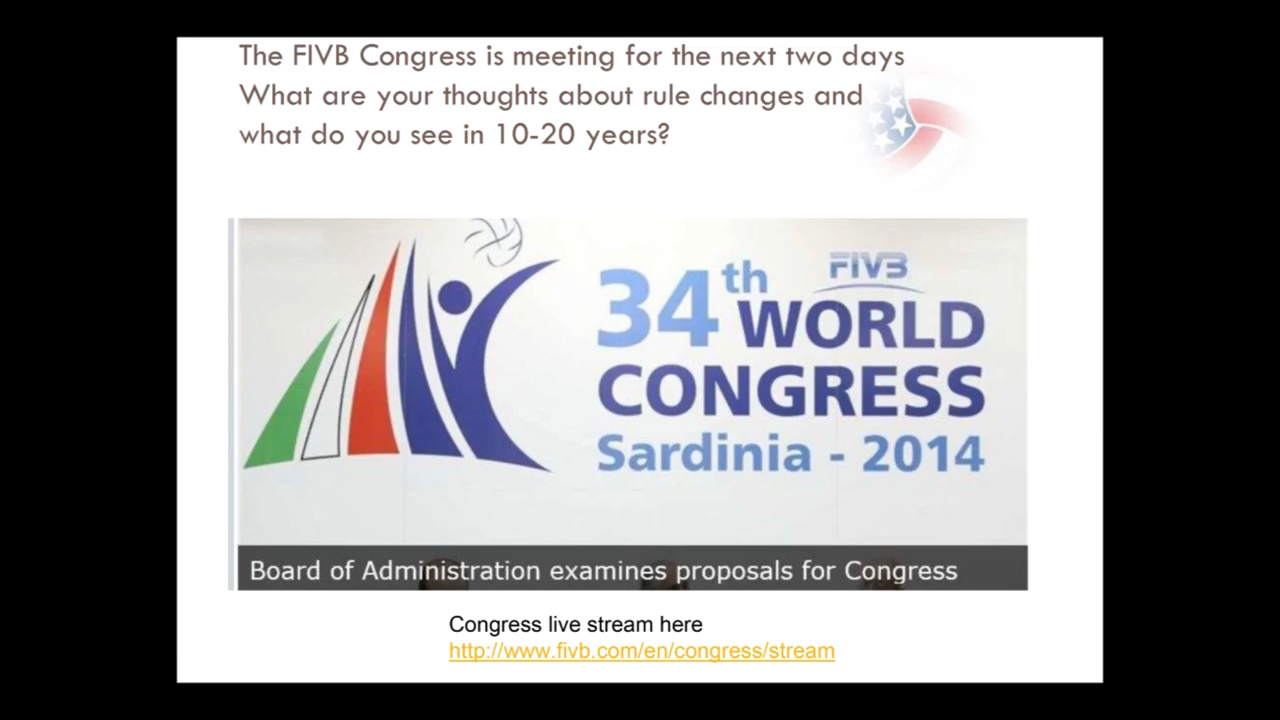 The FIVB Congress is meeting for the next two days
What are your thoughts about rule changes and
what do you see in 10-20 years?
34th FIVB
WORLD
CONGRESS
Sardinia - 2014
Board of Administration examines proposals for Congress
Congress live stream here
http://www.fivb.com/en/congress/stream